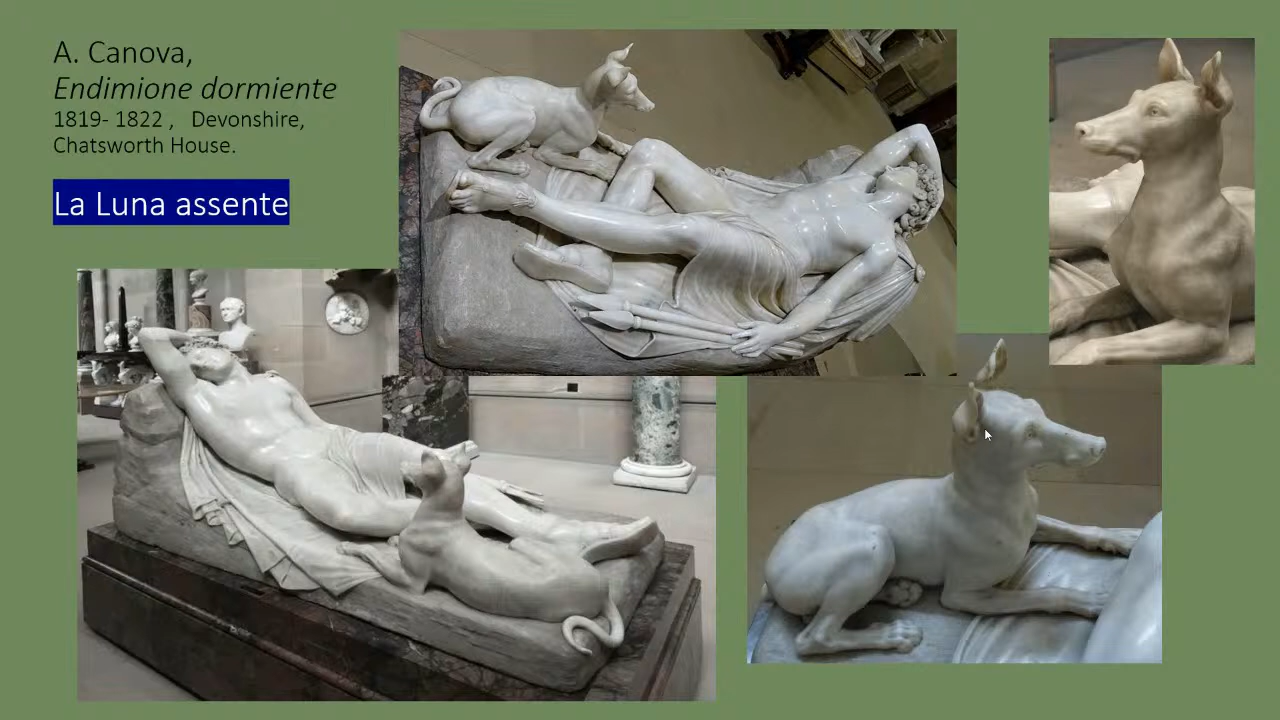 A. Canova,
Endimione dormiente
1819- 1822 ,   Devonshire,
Chatsworth House.
La Luna assente